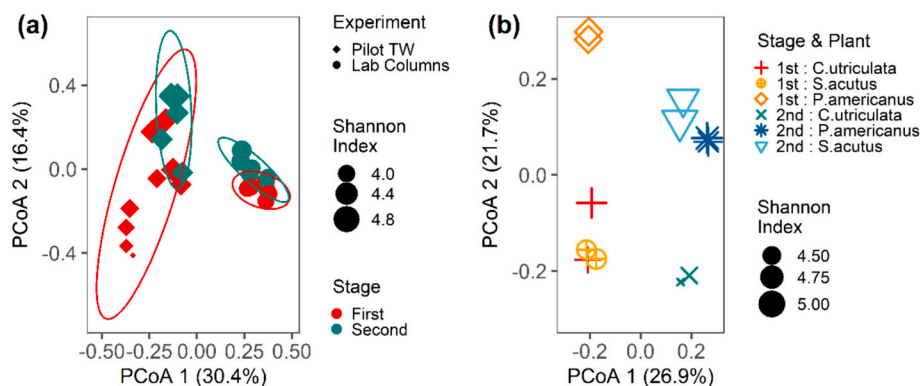 (a)
PCoA 2 (16.4%)
0.4
0.0
-0.4
-0.50
-0.25
0.00
0.25
0.50
PCoA 1 (30.4%)
Experiment
Pilot TW
Lab Columns
Shannon
Index
4.0
4.4
4.8
Stage
First
Second
(b)
PCoA 2 (21.7%)
0.2
0.0
-0.2
-0.2
0.0
0.2
PCoA 1 (26.9%)
Stage & Plant
1st : C.utriculata
1st : S.acutus
1st : P.americanus
2nd : C.utriculata
2nd : P.americanus
2nd : S.acutus
Shannon
Index
4.50
4.75
5.00